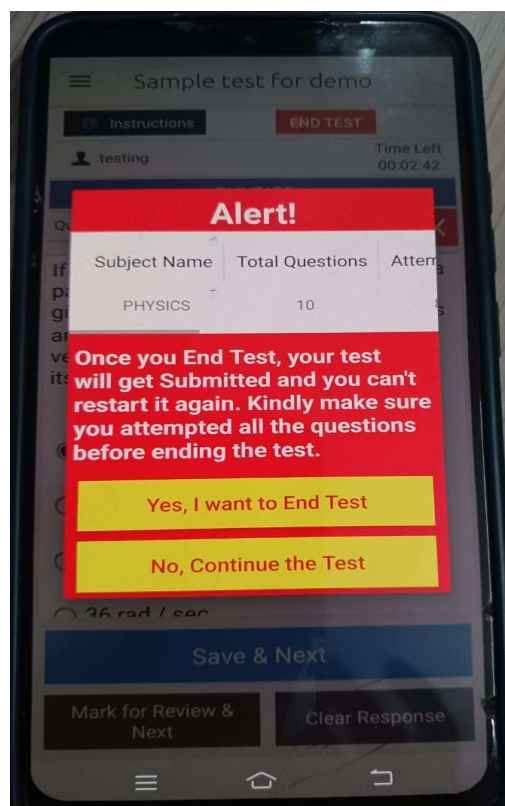 Sample test for demo
Instructions
END TEST
testing
Time Left
00:02:42
Alert!
Subject Name Total Questions Attem
PHYSICS 10
Once you End Test, your test
will get Submitted and you can't
restart it again. Kindly make sure
you attempted all the questions
before ending the test.
Yes, I want to End Test
No, Continue the Test
36 rad / sec
Save & Next
Mark for Review &
Next
Clear Response